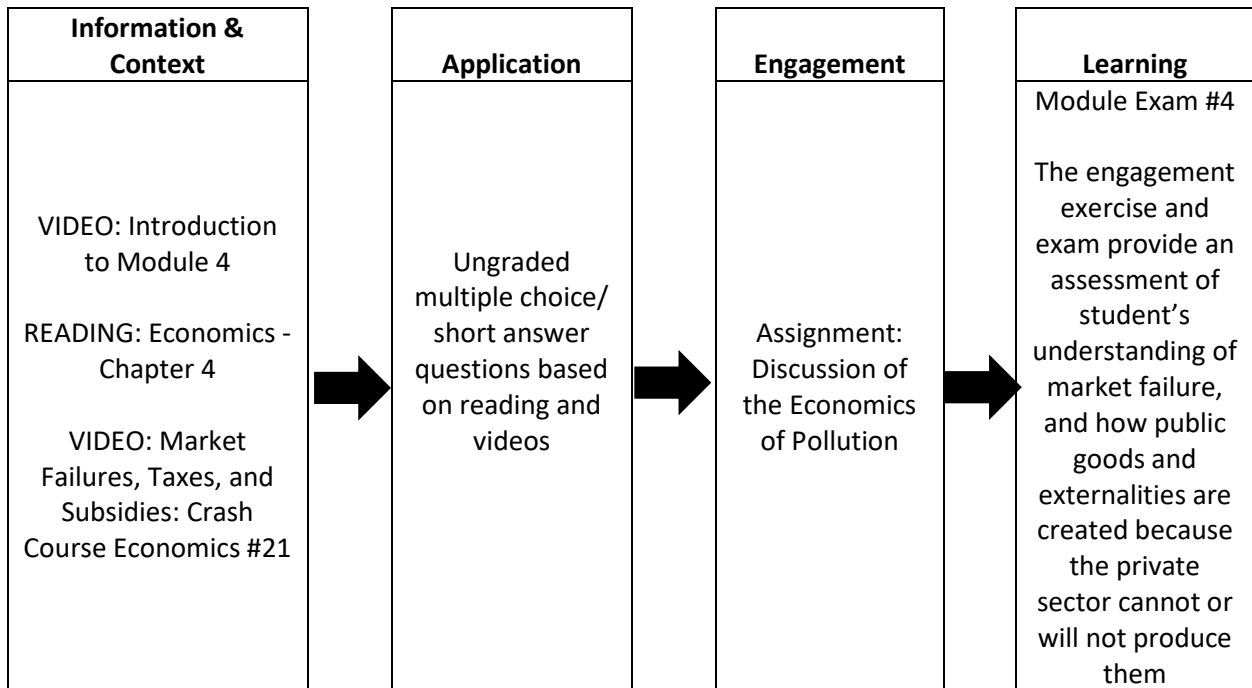 Information &
Context
VIDEO: Introduction
to Module 4
READING: Economics -
Chapter 4
VIDEO: Market
Failures, Taxes, and
Subsidies: Crash
Course Economics #21
Application
Ungraded
multiple choice/
short answer
questions based
on reading and
videos
Engagement
Assignment:
Discussion of
the Economics
of Pollution
Learning
Module Exam #4
The engagement
exercise and
exam provide an
assessment of
student’s
understanding of
market failure,
and how public
goods and
externalities are
created because
the private
sector cannot or
will not produce
them